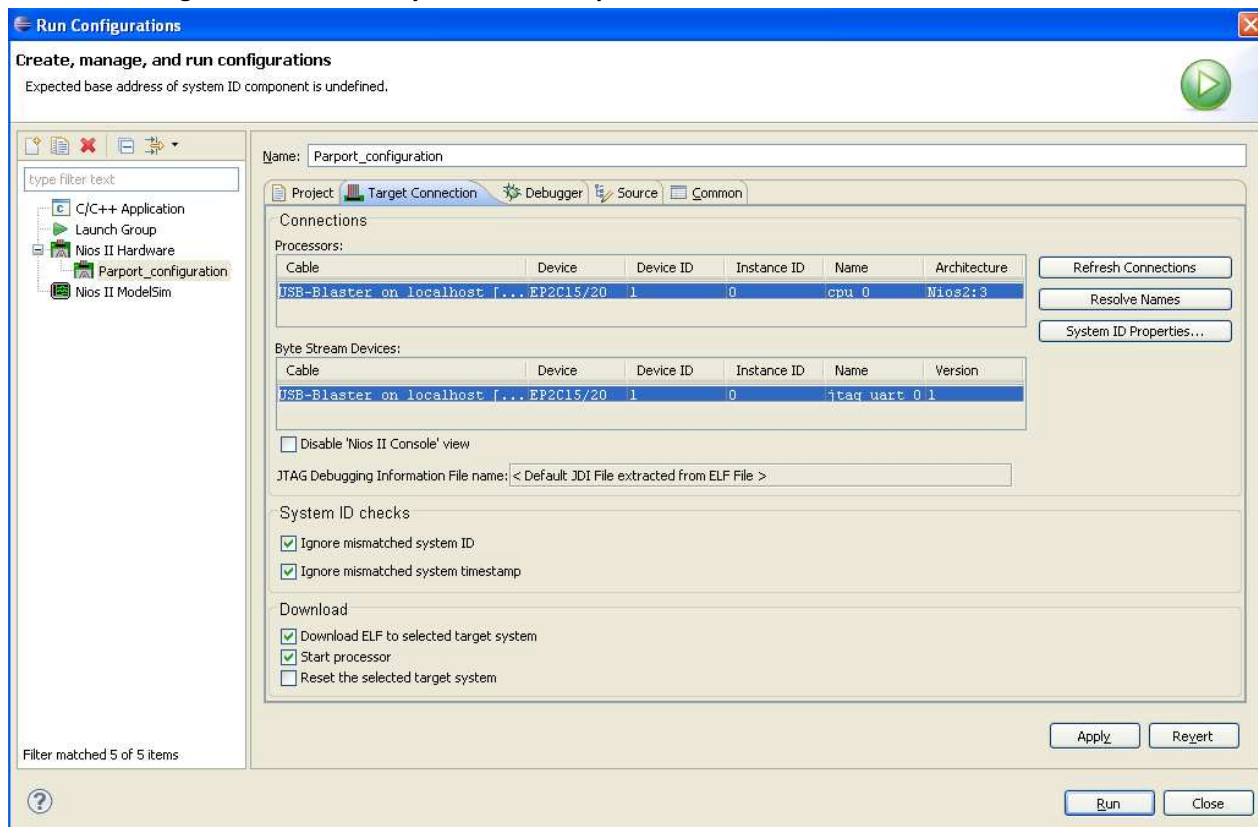 Run Configurations
Create, manage, and run configurations
Expected base address of system ID component is undefined.
Name: Parport_configuration
type filter text
Project Target Connection Debugger Source Common
C/C++ Application
Launch Group
Nios II Hardware
Parport_configuration
Nios II ModelSim
Connections
Processors:
Cable Device Device ID Instance ID Name Architecture
USB-Blaster on localhost [... EP2C15/20 1 0 cpu_0 Nios2:3
Refresh Connections
Resolve Names
System ID Properties...
Byte Stream Devices:
Cable Device Device ID Instance ID Name Version
USB-Blaster on localhost [... EP2C15/20 1 0 jtag_uart_0 1
Disable 'Nios II Console' view
JTAG Debugging Information File name: < Default JDI File extracted from ELF File >
System ID checks
Ignore mismatched system ID
Ignore mismatched system timestamp
Download
Download ELF to selected target system
Start processor
Reset the selected target system
Filter matched 5 of 5 items
Apply Revert
Run Close